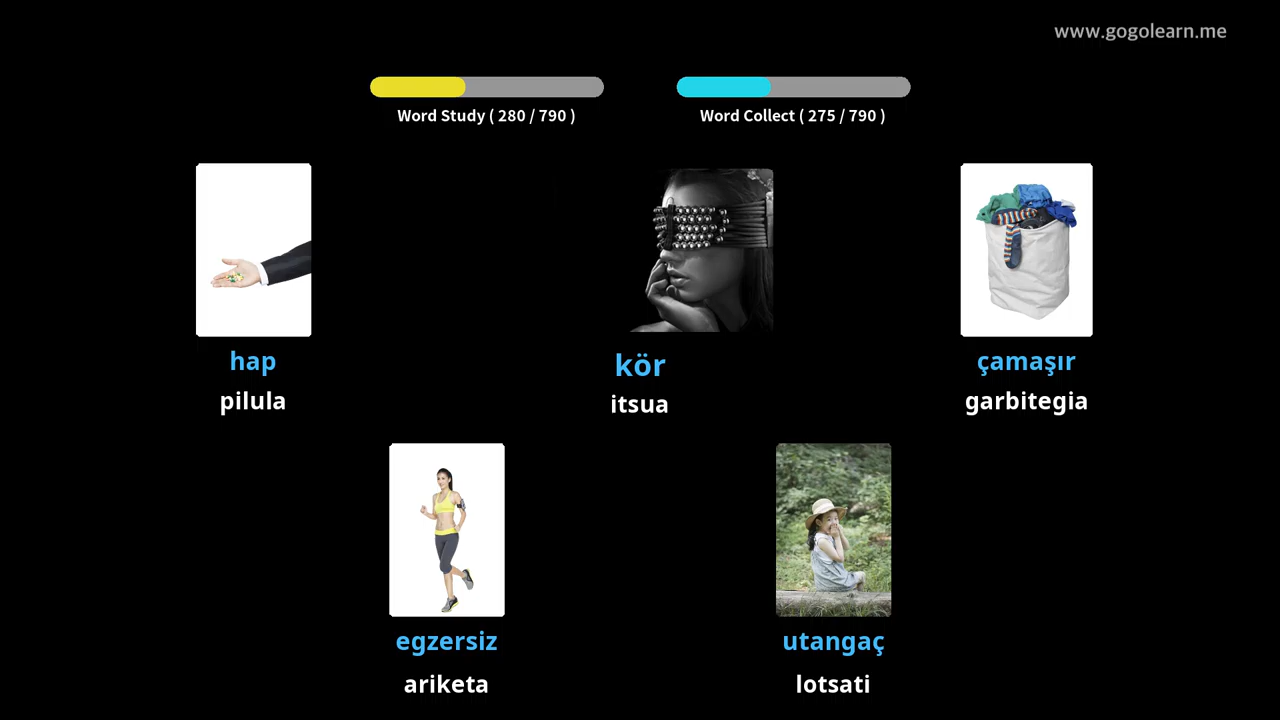 www.gogolearn.me
Word Study ( 280 / 790 )
Word Collect ( 275 / 790 )
hap
pilula
kör
itsua
çamaşır
garbitegia
egzersiz
ariketa
utangaç
lotsati